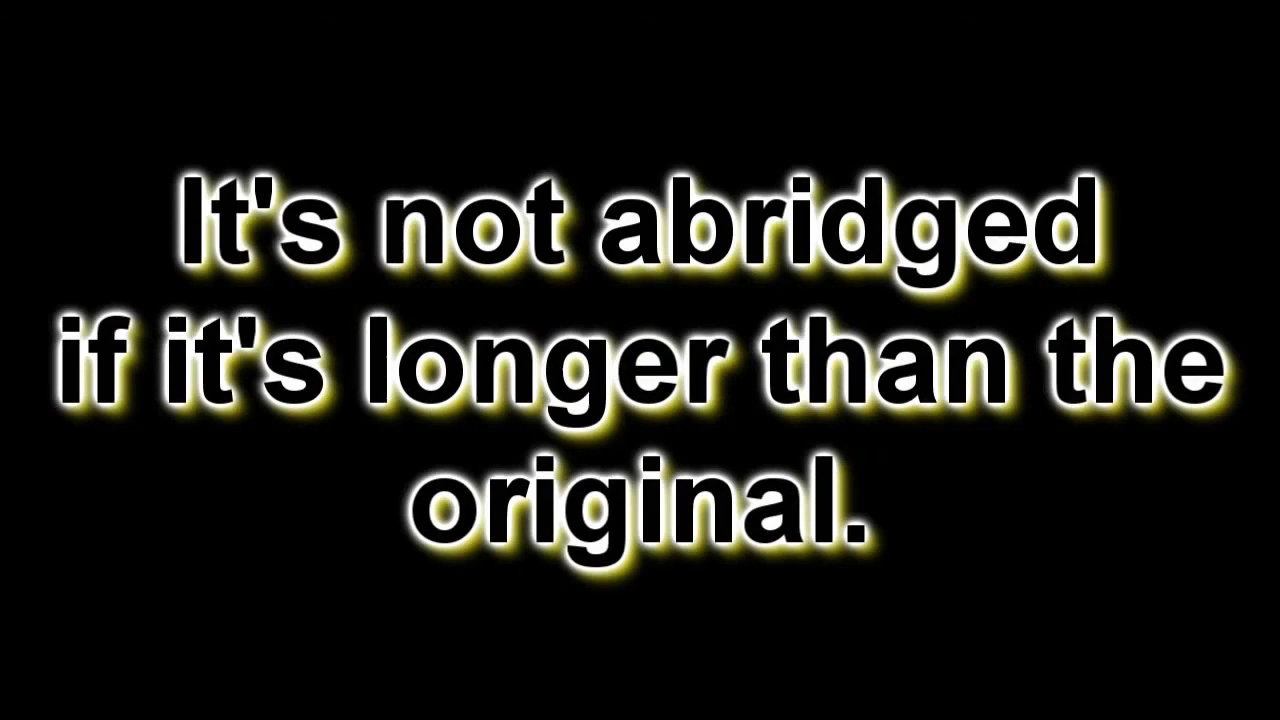 It's not abridged
if it's longer than the
original.